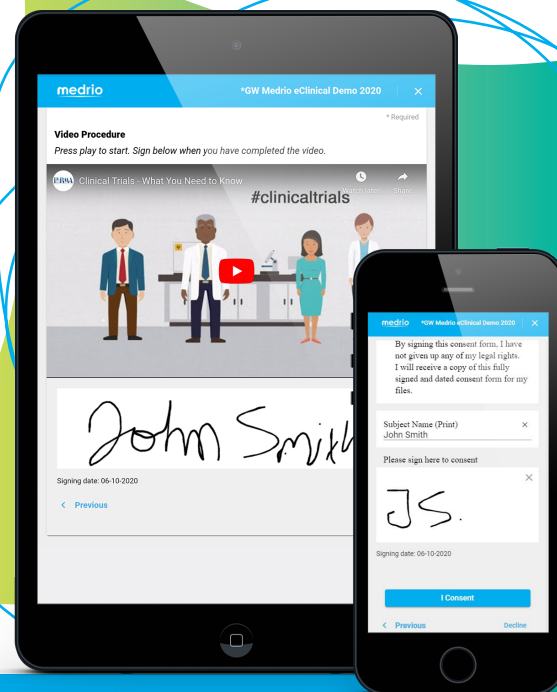 medrio
*GW Medrio eClinical Demo 2020
×
* Required
Video Procedure
Press play to start. Sign below when you have completed the video.
Clinical Trials - What You Need to Know
Watch later
Share
#clinicaltrials
John Smith
Signing date: 06-10-2020
< Previous
medrio
*GW Medrio eClinical Demo 2020
×
By signing this consent form, I have
not given up any of my legal rights.
I will receive a copy of this fully
signed and dated consent form for my
files.
Subject Name (Print)
×
John Smith
Please sign here to consent
×
JS.
Signing date: 06-10-2020
I Consent
< Previous
Decline